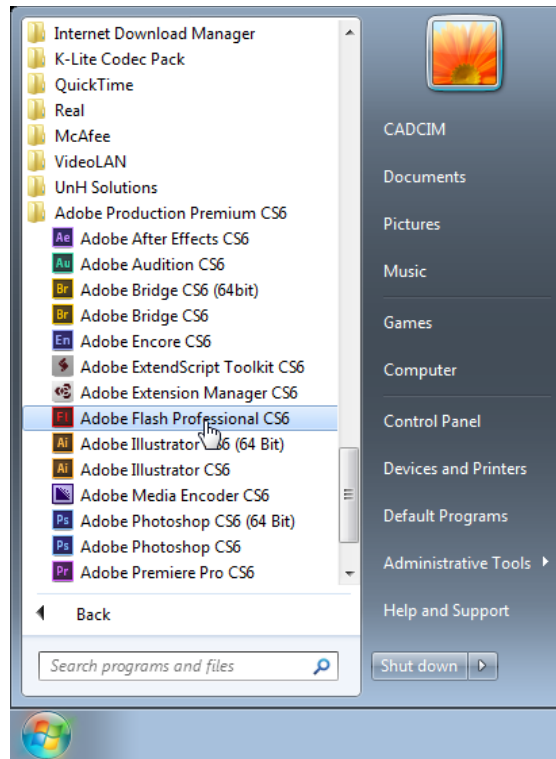 Internet Download Manager
K-Lite Codec Pack
QuickTime
Real
McAfee
VideoLAN
UnH Solutions
Adobe Production Premium CS6
Ae Adobe After Effects CS6
Au Adobe Audition CS6
Br Adobe Bridge CS6 (64bit)
Br Adobe Bridge CS6
En Adobe Encore CS6
Adobe ExtendScript Toolkit CS6
Adobe Extension Manager CS6
Fl Adobe Flash Professional CS6
Ai Adobe Illustrator CS6 (64 Bit)
Ai Adobe Illustrator CS6
Adobe Media Encoder CS6
Ps Adobe Photoshop CS6 (64 Bit)
Ps Adobe Photoshop CS6
Pr Adobe Premiere Pro CS6
Back
Search programs and files
CADCIM
Documents
Pictures
Music
Games
Computer
Control Panel
Devices and Printers
Default Programs
Administrative Tools
Help and Support
Shut down